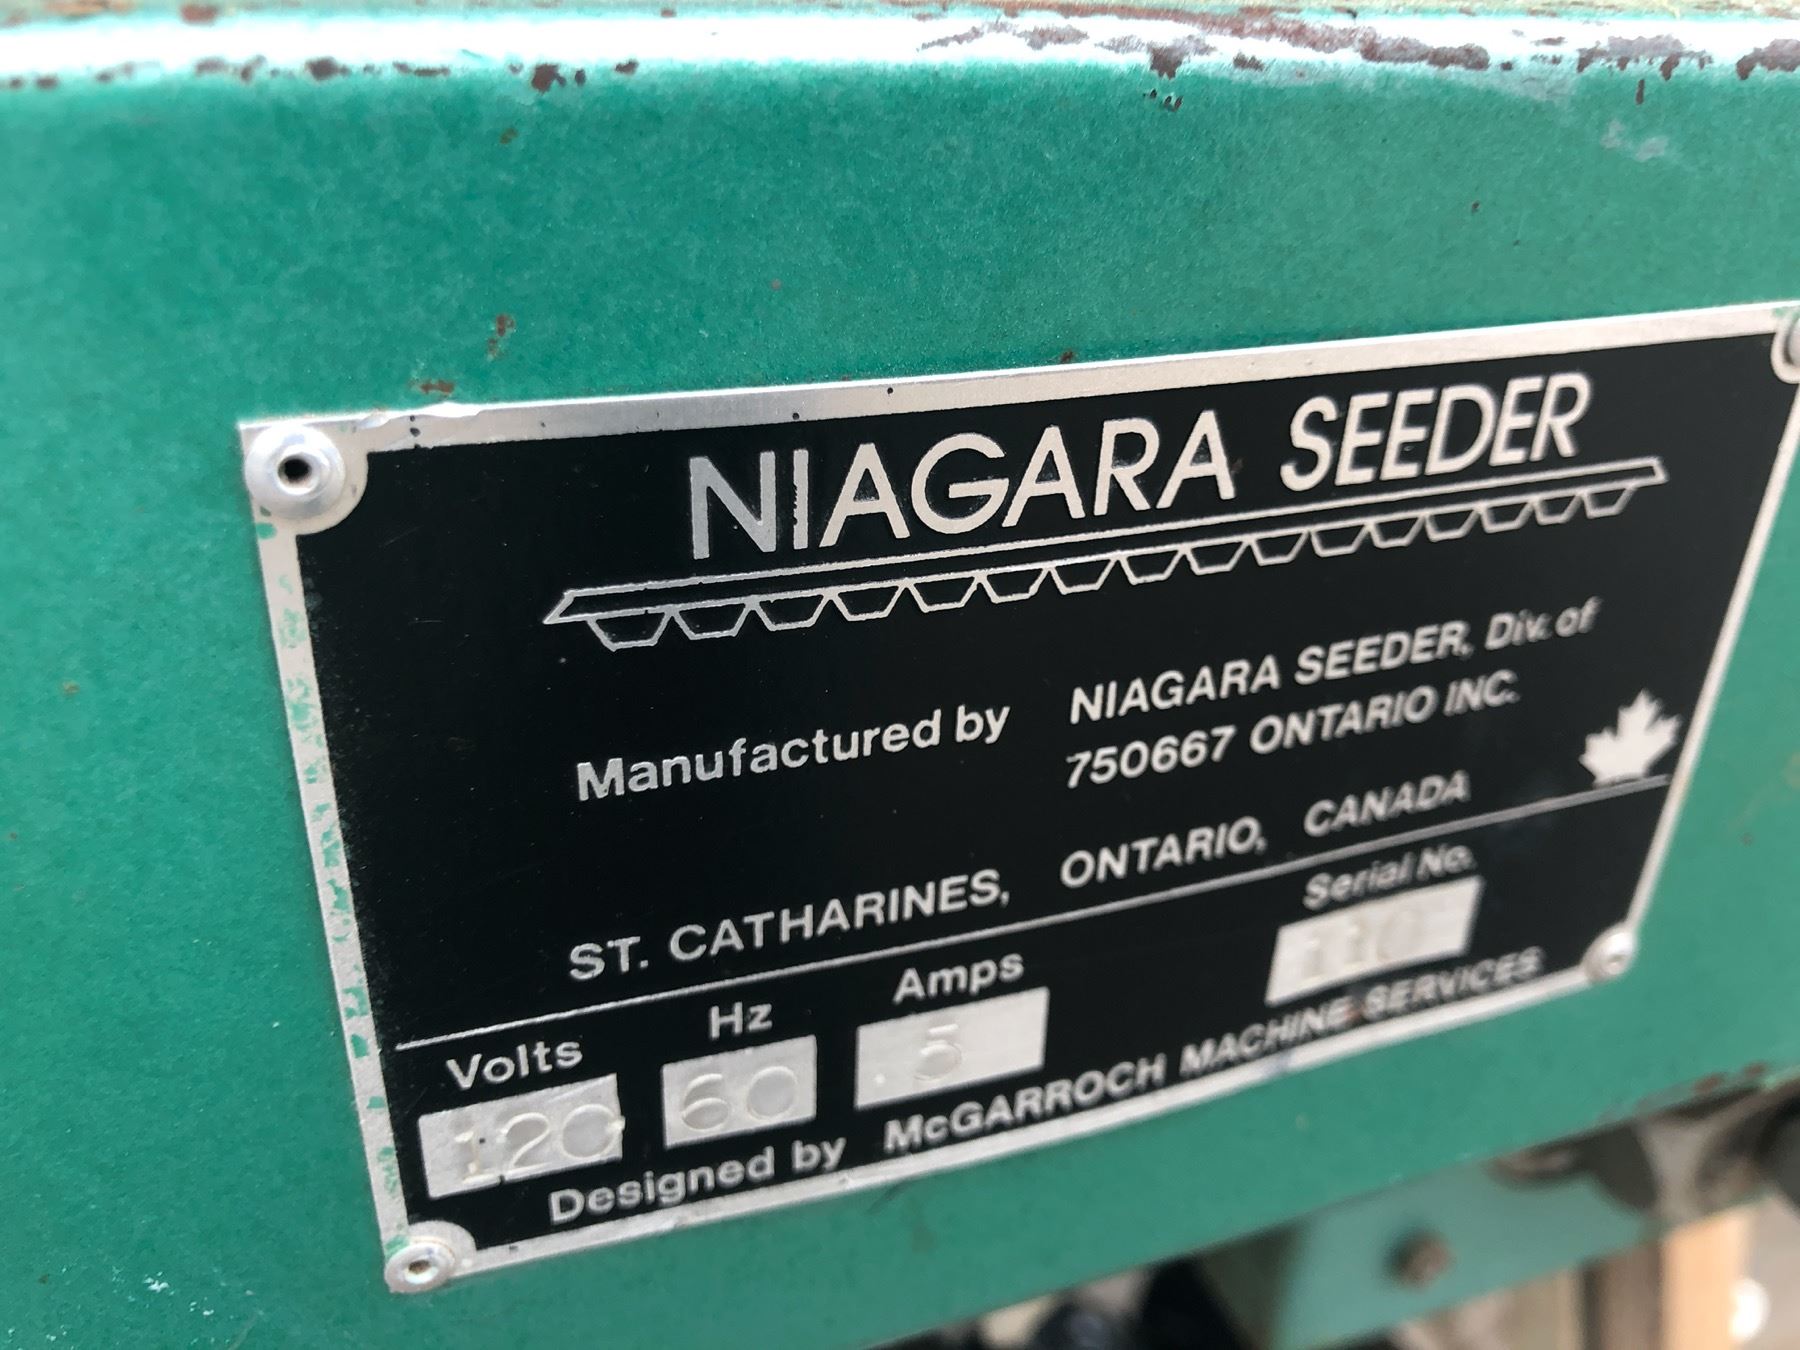 NIAGARA SEEDER
Manufactured by NIAGARA SEEDER, Div. of
750667 ONTARIO INC.
ST. CATHARINES, ONTARIO, CANADA
Volts Hz Amps Serial No.
120 60 .5
Designed by McGARROCH MACHINE SERVICES